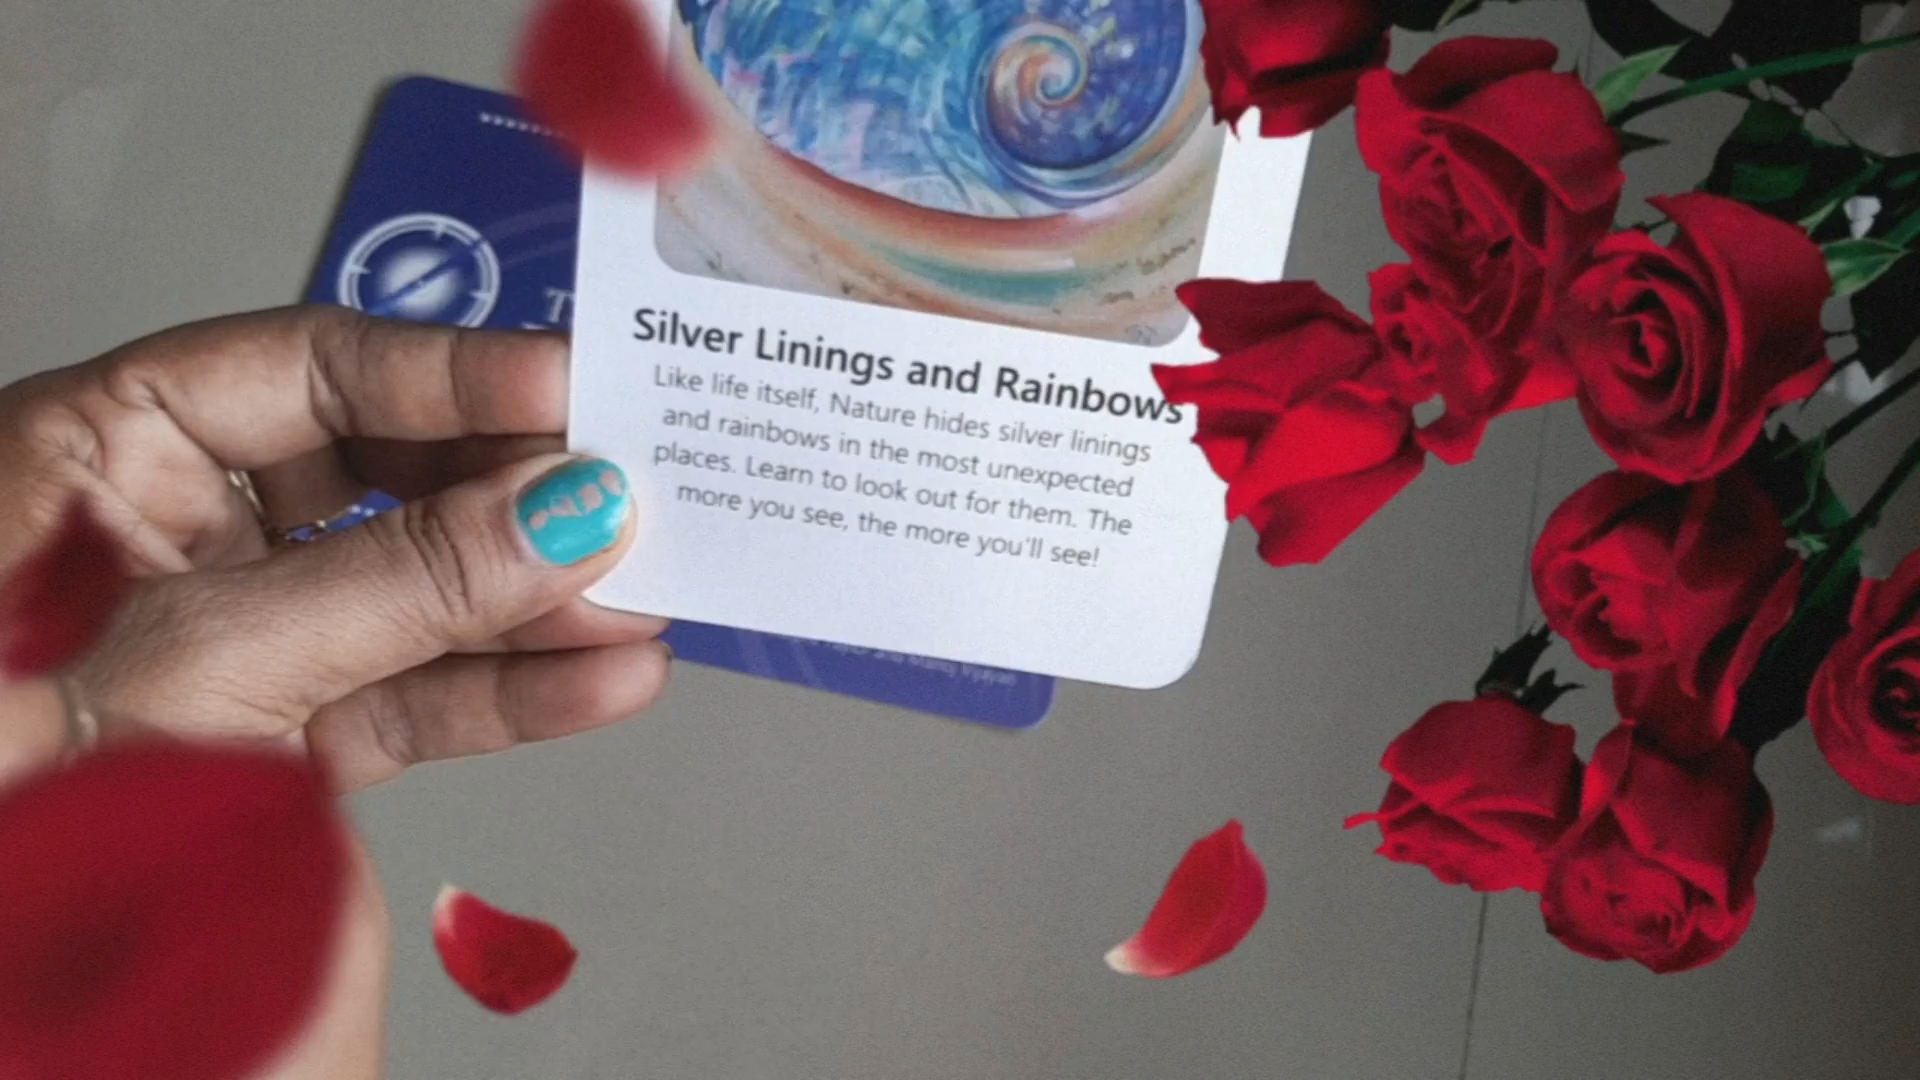 Silver Linings and Rainbows
Like life itself, Nature hides silver linings
and rainbows in the most unexpected
places. Learn to look out for them. The
more you see, the more you'll see!